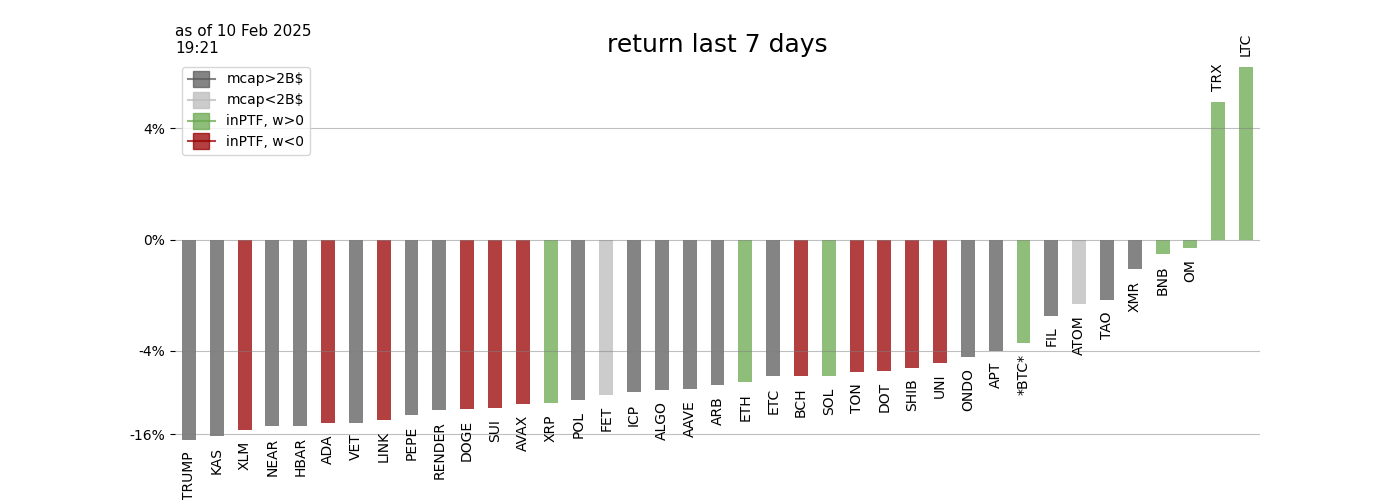 as of 10 Feb 2025
19:21
return last 7 days
mcap>2B$
mcap<2B$
inPTF, w>0
inPTF, w<0
4%
0%
-4%
-16%
TRUMP
KAS
XLM
NEAR
HBAR
ADA
VET
LINK
PEPE
RENDER
DOGE
SUI
AVAX
XRP
POL
FET
ICP
ALGO
AAVE
ARB
ETH
ETC
BCH
SOL
TON
DOT
SHIB
UNI
ONDO
APT
*BTC*
FIL
ATOM
TAO
XMR
BNB
OM
TRX
LTC